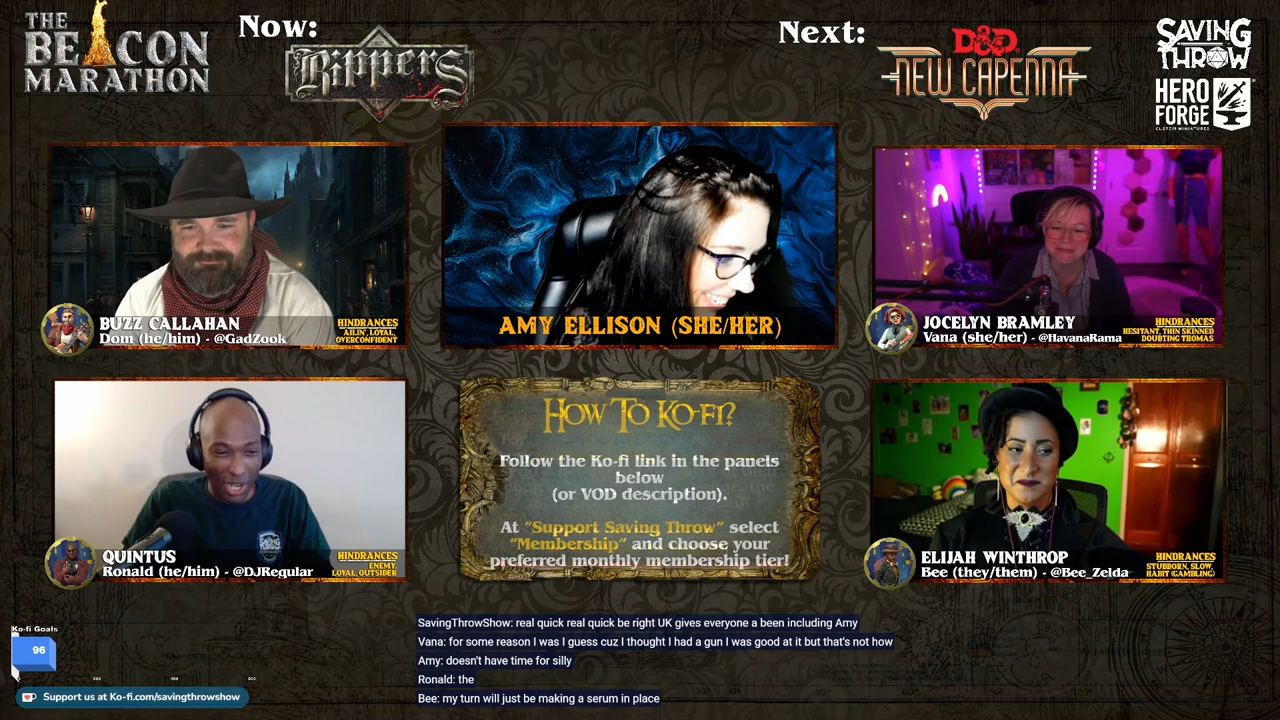 THE
BEACON
MARATHON
Now:
Rippers
Next:
D&D
NEW CAPENNA
SAVING
THROW
HERO
FORGE
CUSTOM MINIATURES
BUZZ CALLAHAN
Dom (he/him) - @GadZook
HINDRANCES
AILIN', LOYAL,
OVERCONFIDENT
AMY ELLISON (SHE/HER)
JOCELYN BRAMLEY
Vana (she/her) - @HavanaRama
HINDRANCES
HESITANT, THIN SKINNED
DOUBTING THOMAS
QUINTUS
Ronald (he/him) - @DJRegular
HINDRANCES
ENEMY,
LOYAL, OUTSIDER
HOW TO KO-FI?
Follow the Ko-fi link in the panels
below
(or VOD description).
At "Support Saving Throw" select
"Membership" and choose your
preferred monthly membership tier!
ELIJAH WINTHROP
Bee (they/them) - @Bee_Zelda
HINDRANCES
STUBBORN, SLOW,
HABIT (GAMBLING)
SavingThrowShow: real quick real quick be right UK gives everyone a been including Amy
Vana: for some reason I was I guess cuz I thought I had a gun I was good at it but that's not how
Amy: doesn't have time for silly
Ronald: the
Bee: my turn will just be making a serum in place
Ko-fi Goals
96
Support us at Ko-fi.com/savingthrowshow